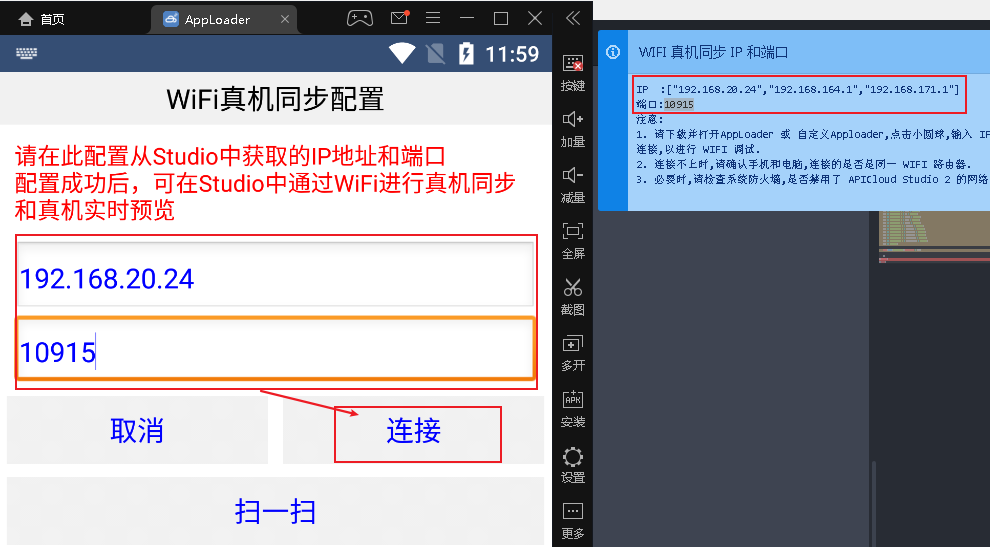 首页
AppLoader
11:59
WiFi真机同步配置
请在此配置从Studio中获取的IP地址和端口
配置成功后，可在Studio中通过WiFi进行真机同步
和真机实时预览
192.168.20.24
10915
取消
连接
扫一扫
按键
加量
减量
全屏
截图
多开
APK
安装
设置
更多
WIFI 真机同步 IP 和端口
IP :["192.168.20.24","192.168.164.1","192.168.171.1"]
端口:10915
注意:
1. 请下载并打开AppLoader 或 自定义Apploader,点击小圆球,输入 IP
连接,以进行 WIFI 调试.
2. 连接不上时,请确认手机和电脑,连接的是否是同一 WIFI 路由器.
3. 必要时,请检查系统防火墙,是否禁用了 APICloud Studio 2 的网络